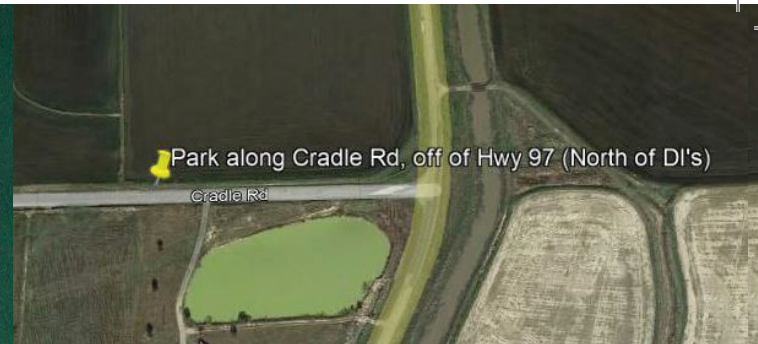 Park along Cradle Rd, off of Hwy 97 (North of DI's)
Cradle Rd